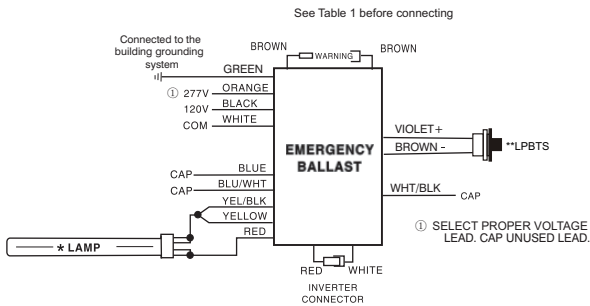 See Table 1 before connecting
Connected to the
building grounding
system
BROWN
WARNING
BROWN
GREEN
① 277V
ORANGE
120V
BLACK
COM
WHITE
EMERGENCY
BALLAST
VIOLET+
BROWN -
**LPBTS
CAP
BLUE
CAP
BLU/WHT
WHT/BLK
CAP
YEL/BLK
YELLOW
RED
* LAMP
① SELECT PROPER VOLTAGE
LEAD. CAP UNUSED LEAD.
RED
WHITE
INVERTER
CONNECTOR